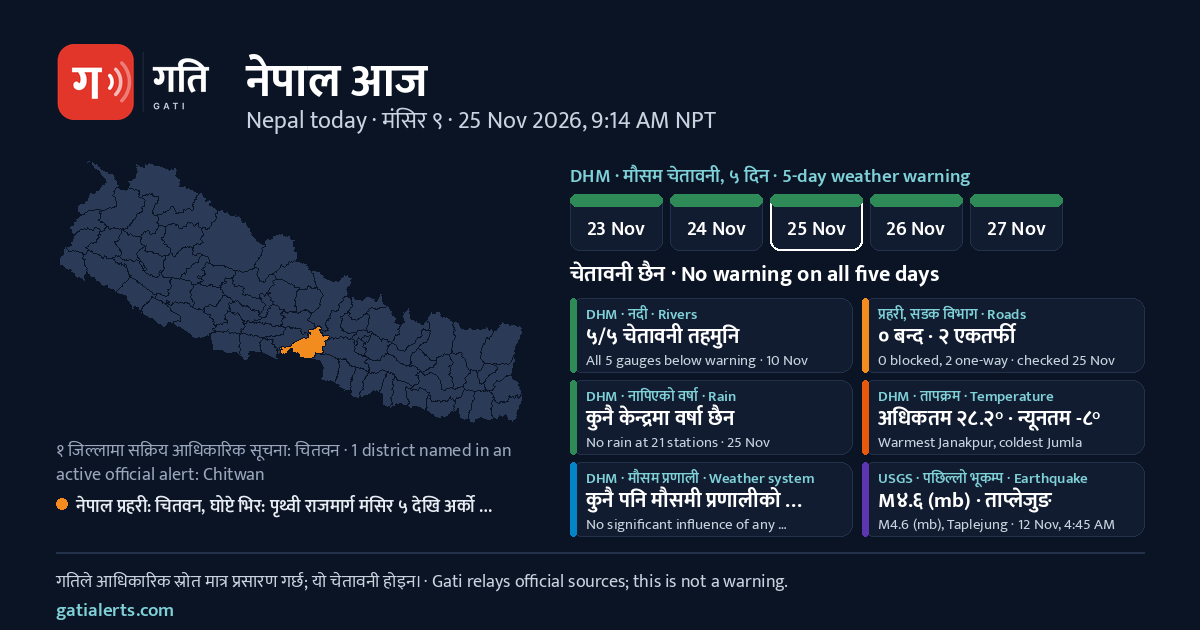 ग
गति
GATI
नेपाल आज
Nepal today · मंसिर ९ · 25 Nov 2026, 9:14 AM NPT
DHM · मौसम चेतावनी, ५ दिन · 5-day weather warning
23 Nov
24 Nov
25 Nov
26 Nov
27 Nov
चेतावनी छैन · No warning on all five days
DHM · नदी · Rivers
५/५ चेतावनी तहमुनि
All 5 gauges below warning · 10 Nov
प्रहरी, सडक विभाग · Roads
० बन्द · २ एकतर्फी
0 blocked, 2 one-way · checked 25 Nov
DHM · नापिएको वर्षा · Rain
कुनै केन्द्रमा वर्षा छैन
No rain at 21 stations · 25 Nov
DHM · तापक्रम · Temperature
अधिकतम २८.२° · न्यूनतम -८°
Warmest Janakpur, coldest Jumla
DHM · मौसम प्रणाली · Weather system
कुनै पनि मौसमी प्रणालीको ...
No significant influence of any ...
USGS · पछिल्लो भूकम्प · Earthquake
M४.६ (mb) · ताप्लेजुङ
M4.6 (mb), Taplejung · 12 Nov, 4:45 AM
१ जिल्लामा सक्रिय आधिकारिक सूचना: चितवन · 1 district named in an
active official alert: Chitwan
नेपाल प्रहरी: चितवन, घोप्टे भिर: पृथ्वी राजमार्ग मंसिर ५ देखि अर्को ...
गतिले आधिकारिक स्रोत मात्र प्रसारण गर्छ; यो चेतावनी होइन। · Gati relays official sources; this is not a warning.
gatialerts.com